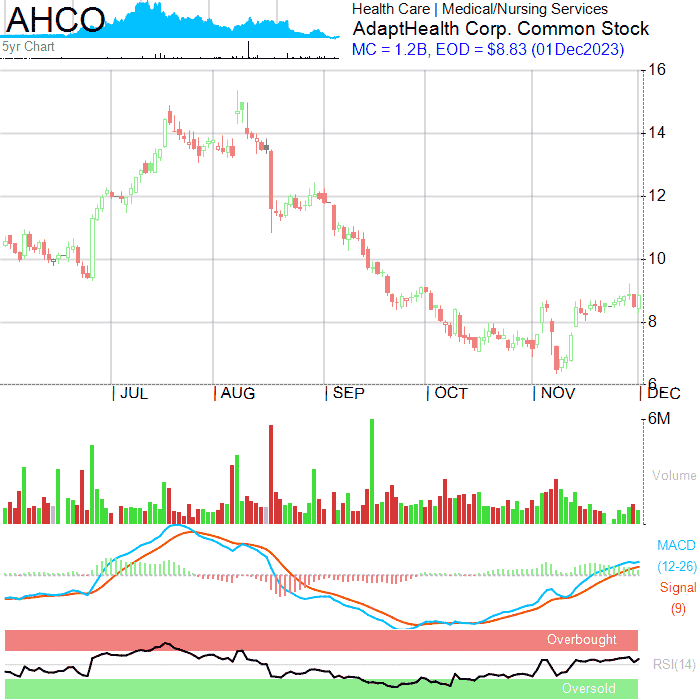 AHCO
5yr Chart
Health Care | Medical/Nursing Services
AdaptHealth Corp. Common Stock
MC = 1.2B, EOD = $8.83 (01Dec2023)
16
14
12
10
8
6
| JUL
| AUG
| SEP
| OCT
| NOV
| DEC
6M
Volume
MACD
(12-26)
Signal
(9)
Overbought
RSI(14)
Oversold